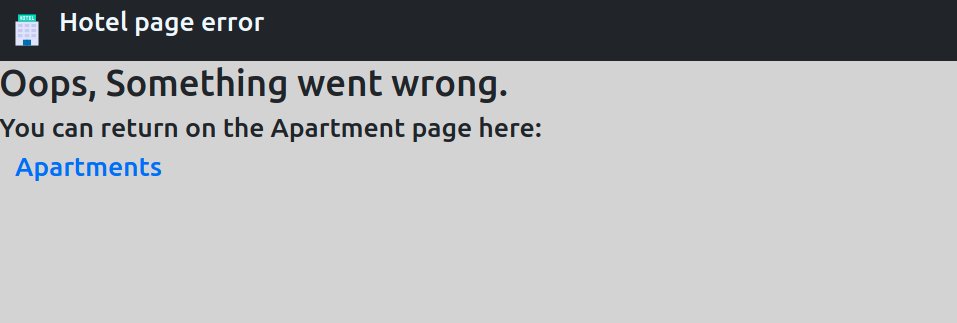 HOTEL
Hotel page error
Oops, Something went wrong.
You can return on the Apartment page here:
Apartments